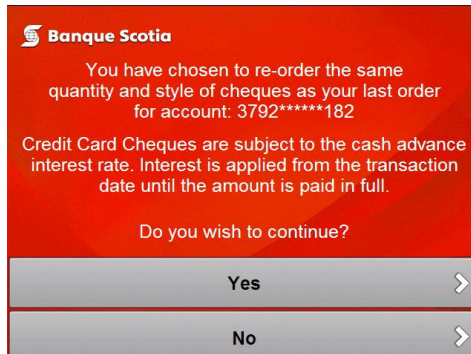 Banque Scotia
You have chosen to re-order the same
quantity and style of cheques as your last order
for account: 3792******182
Credit Card Cheques are subject to the cash advance
interest rate. Interest is applied from the transaction
date until the amount is paid in full.
Do you wish to continue?
Yes
No